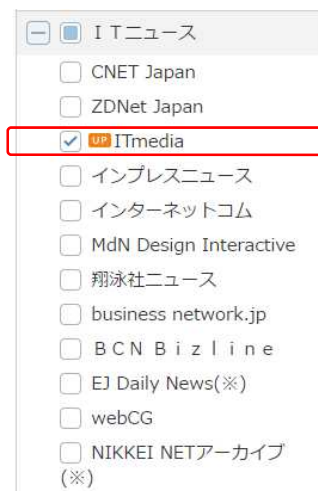 ＩＴニュース
CNET Japan
ZDNet Japan
UP ITmedia
インプレスニュース
インターネットコム
MdN Design Interactive
翔泳社ニュース
business network.jp
ＢＣＮ Ｂｉｚｌｉｎｅ
EJ Daily News(※)
webCG
NIKKEI NETアーカイブ
(※)